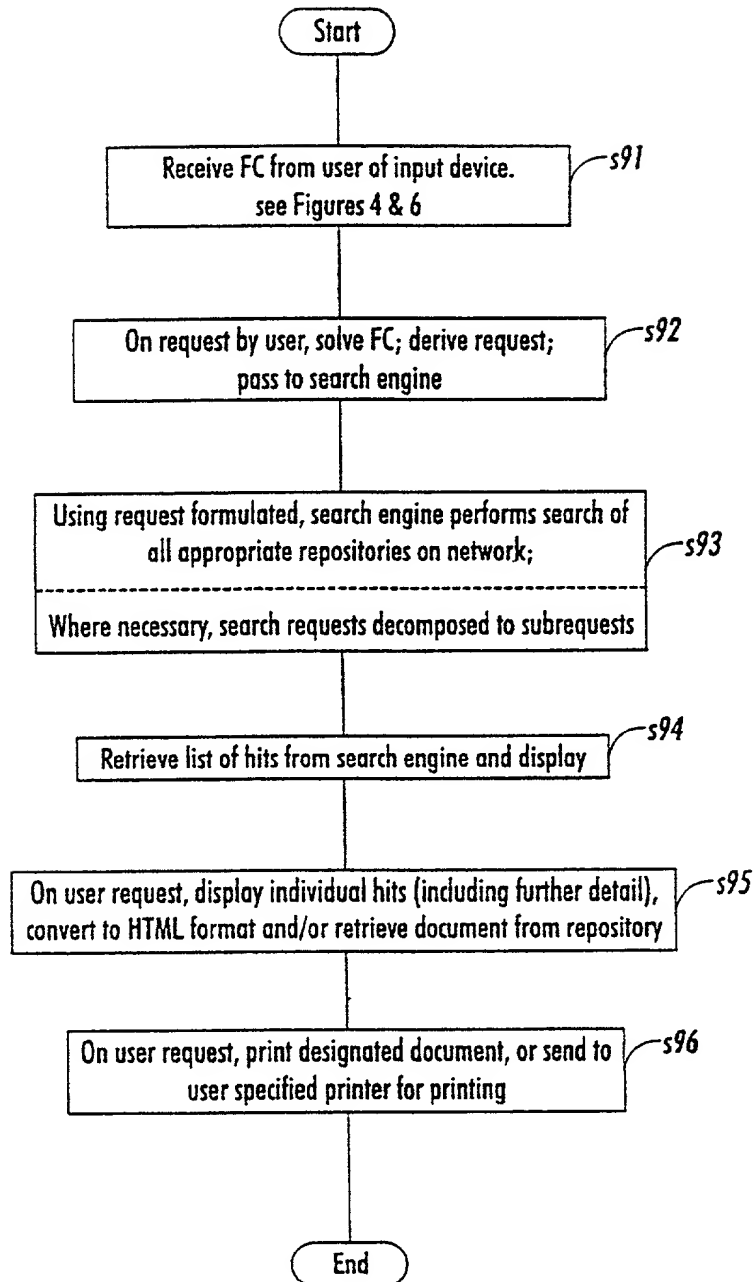 Start
Receive FC from user of input device.
see Figures 4 & 6
s91
On request by user, solve FC; derive request;
pass to search engine
s92
Using request formulated, search engine performs search of
all appropriate repositories on network;
Where necessary, search requests decomposed to subrequests
s93
Retrieve list of hits from search engine and display
s94
On user request, display individual hits (including further detail),
convert to HTML format and/or retrieve document from repository
s95
On user request, print designated document, or send to
user specified printer for printing
s96
End